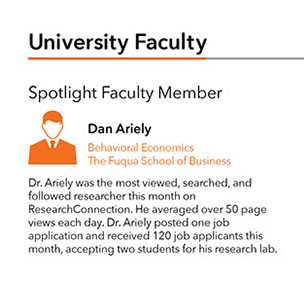 University Faculty
Spotlight Faculty Member
Dan Ariely
Behavioral Economics
The Fuqua School of Business
Dr. Ariely was the most viewed, searched, and
followed researcher this month on
ResearchConnection. He averaged over 50 page
views each day. Dr. Ariely posted one job
application and received 120 job applicants this
month, accepting two students for his research lab.